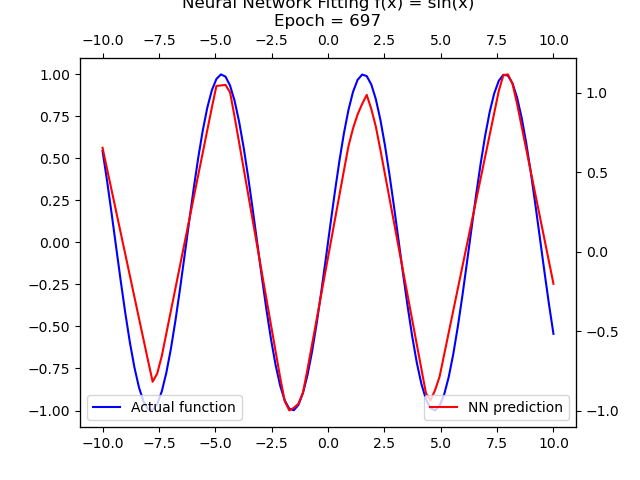 Neural Network Fitting f(x) = sin(x)
Epoch = 697
−10.0 −7.5 −5.0 −2.5 0.0 2.5 5.0 7.5 10.0
1.00
0.75
0.50
0.25
0.00
−0.25
−0.50
−0.75
−1.00
1.0
0.5
0.0
−0.5
−1.0
Actual function
NN prediction
−10.0 −7.5 −5.0 −2.5 0.0 2.5 5.0 7.5 10.0